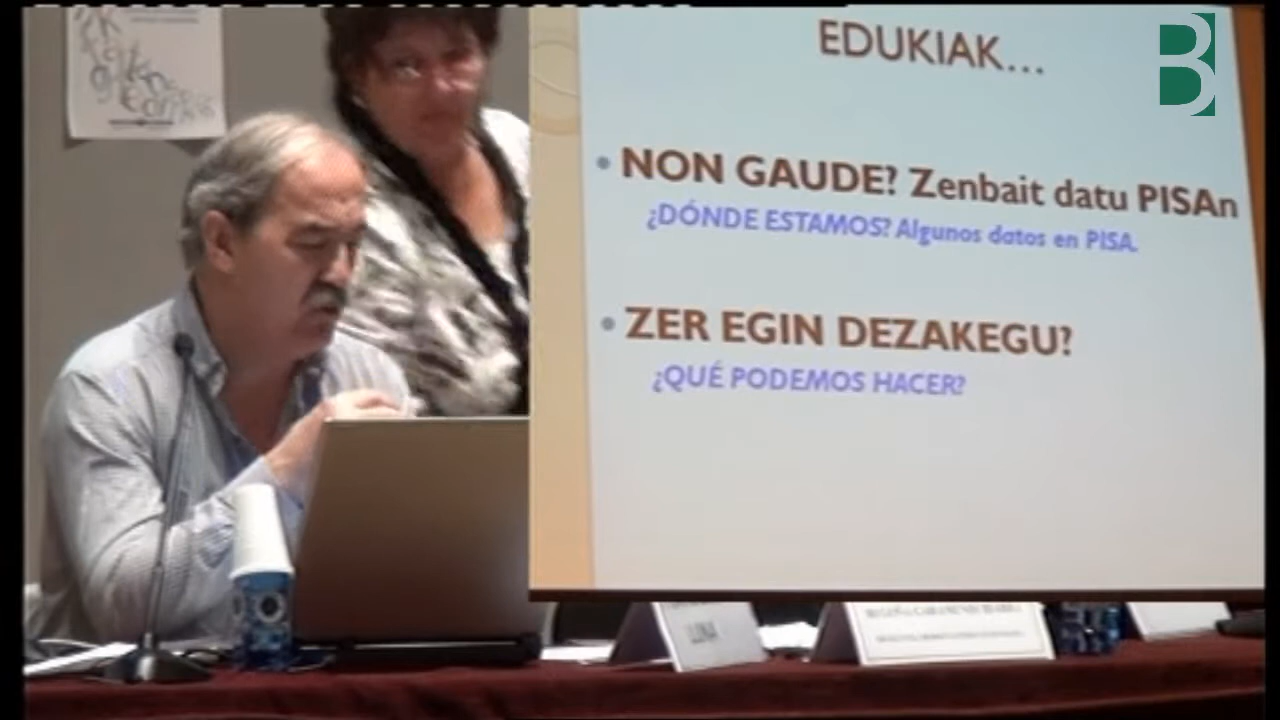 EDUKIAK...
• NON GAUDE? Zenbait datu PISAn
¿DÓNDE ESTAMOS? Algunos datos en PISA.
• ZER EGIN DEZAKEGU?
¿QUÉ PODEMOS HACER?
B
LUNA